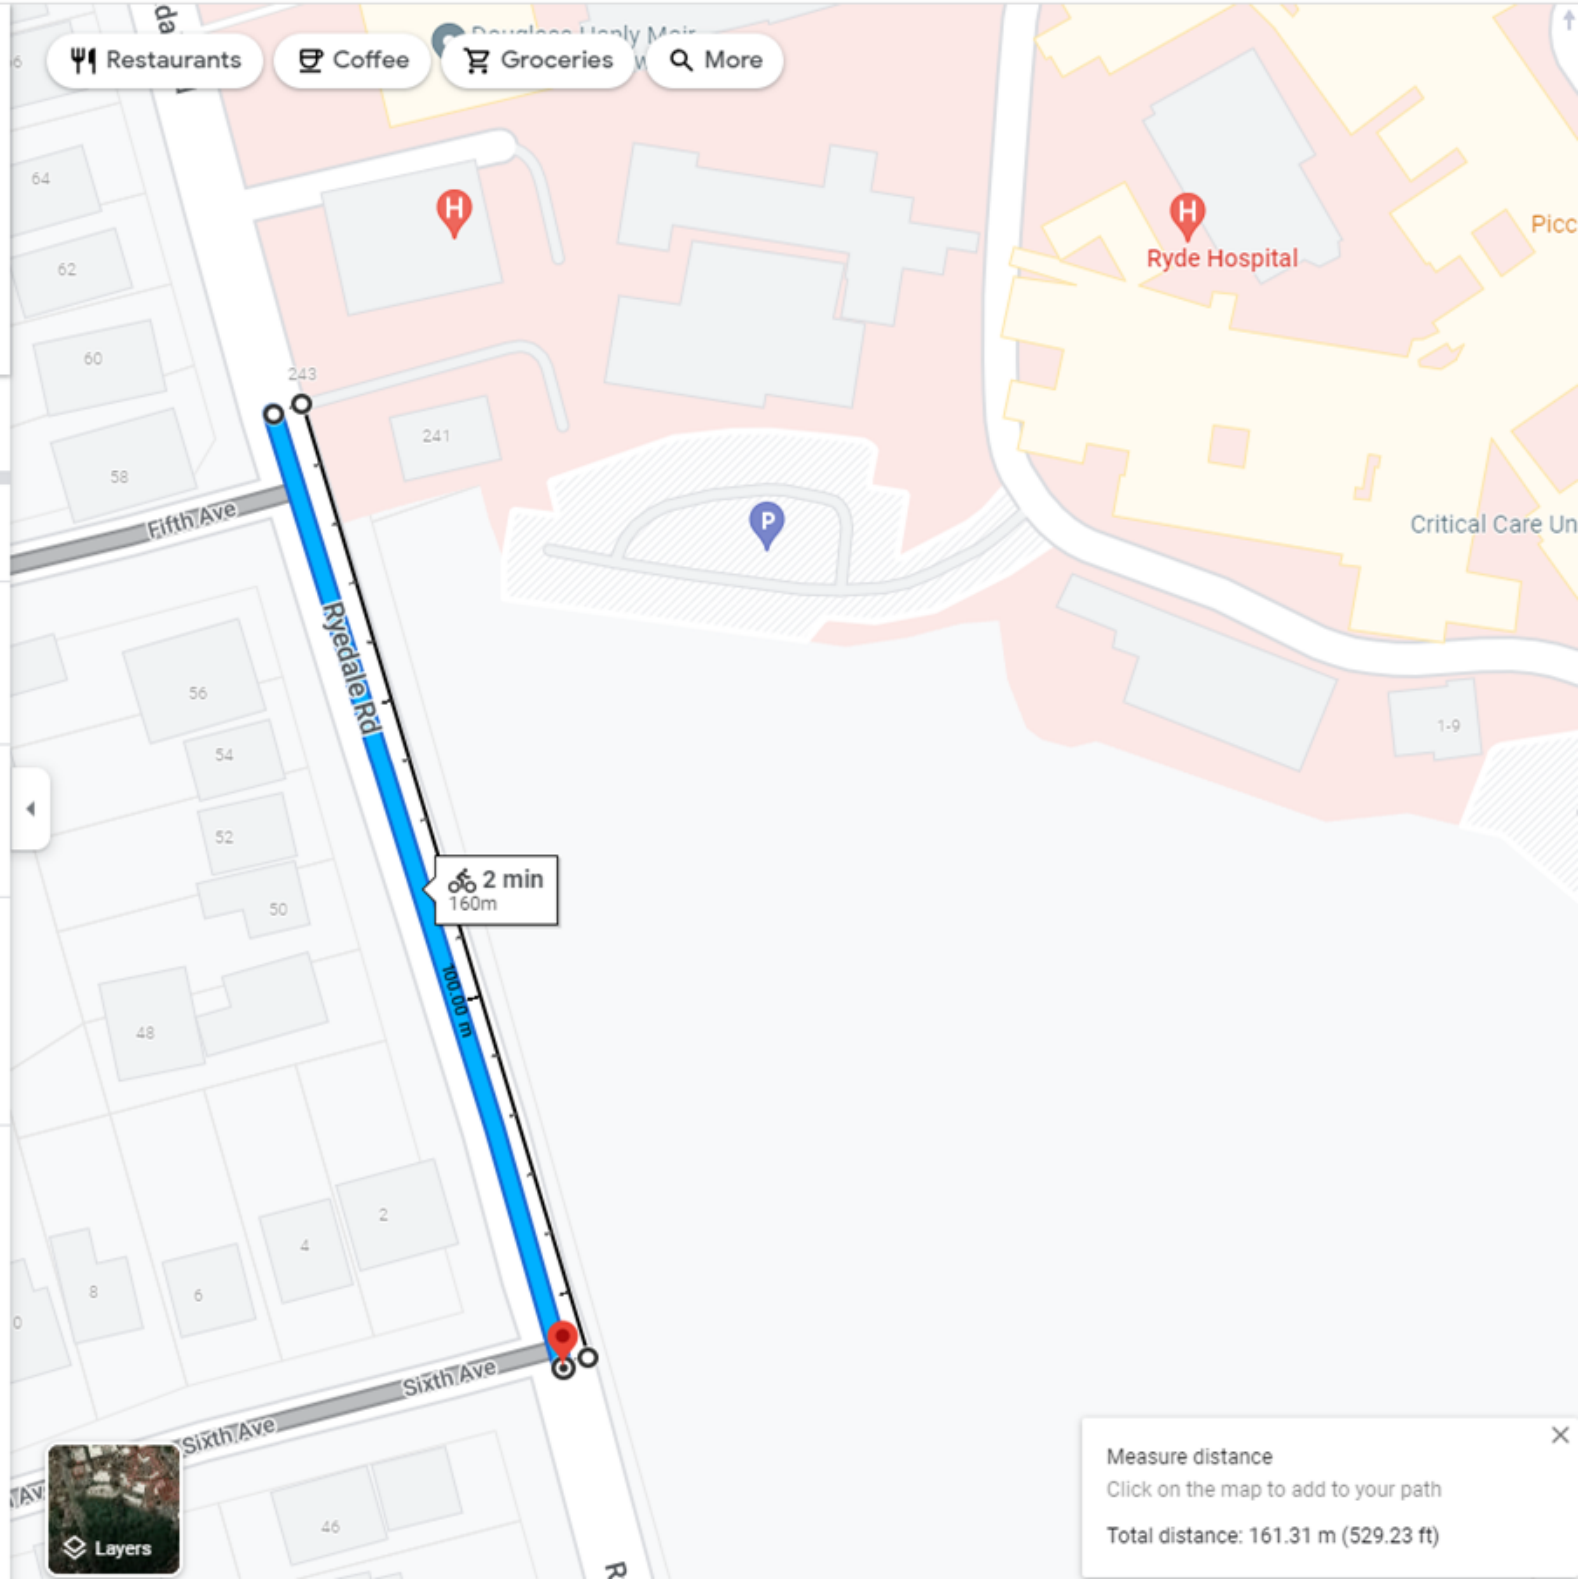 Restaurants
Coffee
Groceries
More
64
62
60
243
58
241
Fifth Ave
H
H
Ryde Hospital
Picc
P
Critical Care Un
1-9
Ryedale Rd
56
54
52
50
2 min
160m
100.00 m
48
2
4
6
8
0
Sixth Ave
Sixth Ave
Av
46
R
Layers
Measure distance
Click on the map to add to your path
Total distance: 161.31 m (529.23 ft)